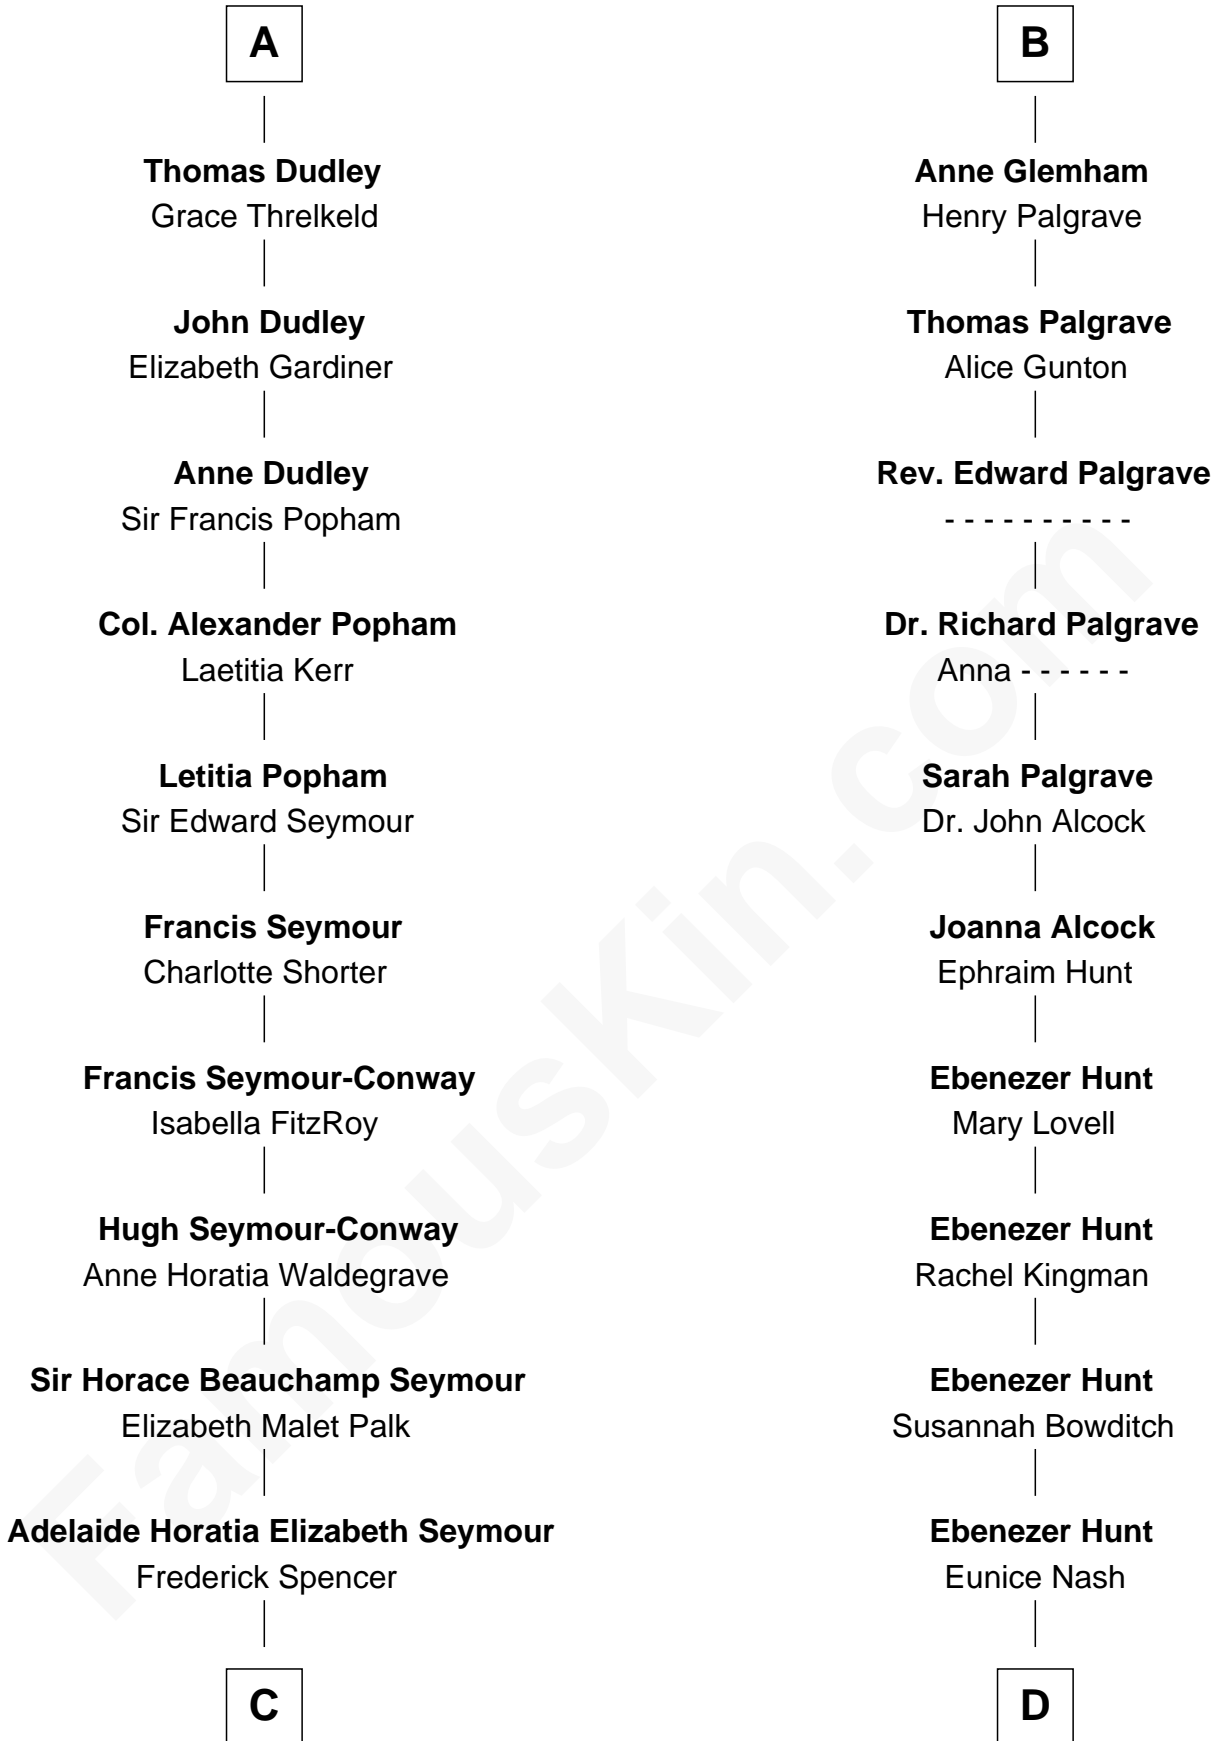 A
Thomas Dudley
Grace Threlkeld
John Dudley
Elizabeth Gardiner
Anne Dudley
Sir Francis Popham
Col. Alexander Popham
Laetitia Kerr
Letitia Popham
Sir Edward Seymour
Francis Seymour
Charlotte Shorter
Francis Seymour-Conway
Isabella FitzRoy
Hugh Seymour-Conway
Anne Horatia Waldegrave
Sir Horace Beauchamp Seymour
Elizabeth Malet Palk
Adelaide Horatia Elizabeth Seymour
Frederick Spencer
C
B
Anne Glemham
Henry Palgrave
Thomas Palgrave
Alice Gunton
Rev. Edward Palgrave
- - - - - - - - - -
Dr. Richard Palgrave
Anna - - - - - -
Sarah Palgrave
Dr. John Alcock
Joanna Alcock
Ephraim Hunt
Ebenezer Hunt
Mary Lovell
Ebenezer Hunt
Rachel Kingman
Ebenezer Hunt
Susannah Bowditch
Ebenezer Hunt
Eunice Nash
D
FamousKin.com